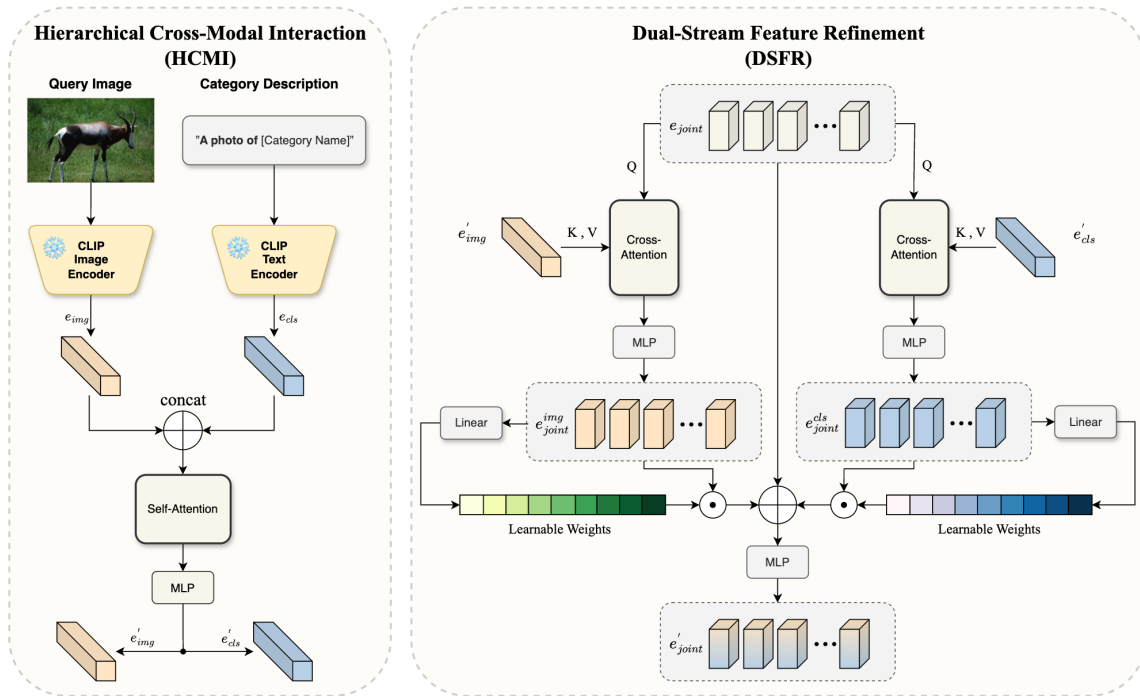 Hierarchical Cross-Modal Interaction
(HCMI)
Query Image
Category Description
"A photo of [Category Name]"
CLIP
Image
Encoder
CLIP
Text
Encoder
e_img
e_cls
concat
Self-Attention
MLP
e'_img
e'_cls
Dual-Stream Feature Refinement
(DSFR)
e_joint
Q
Q
e'_img
K , V
Cross-
Attention
Cross-
Attention
K , V
e'_cls
MLP
MLP
Linear
e^img_joint
e^cls_joint
Linear
Learnable Weights
Learnable Weights
MLP
e'_joint